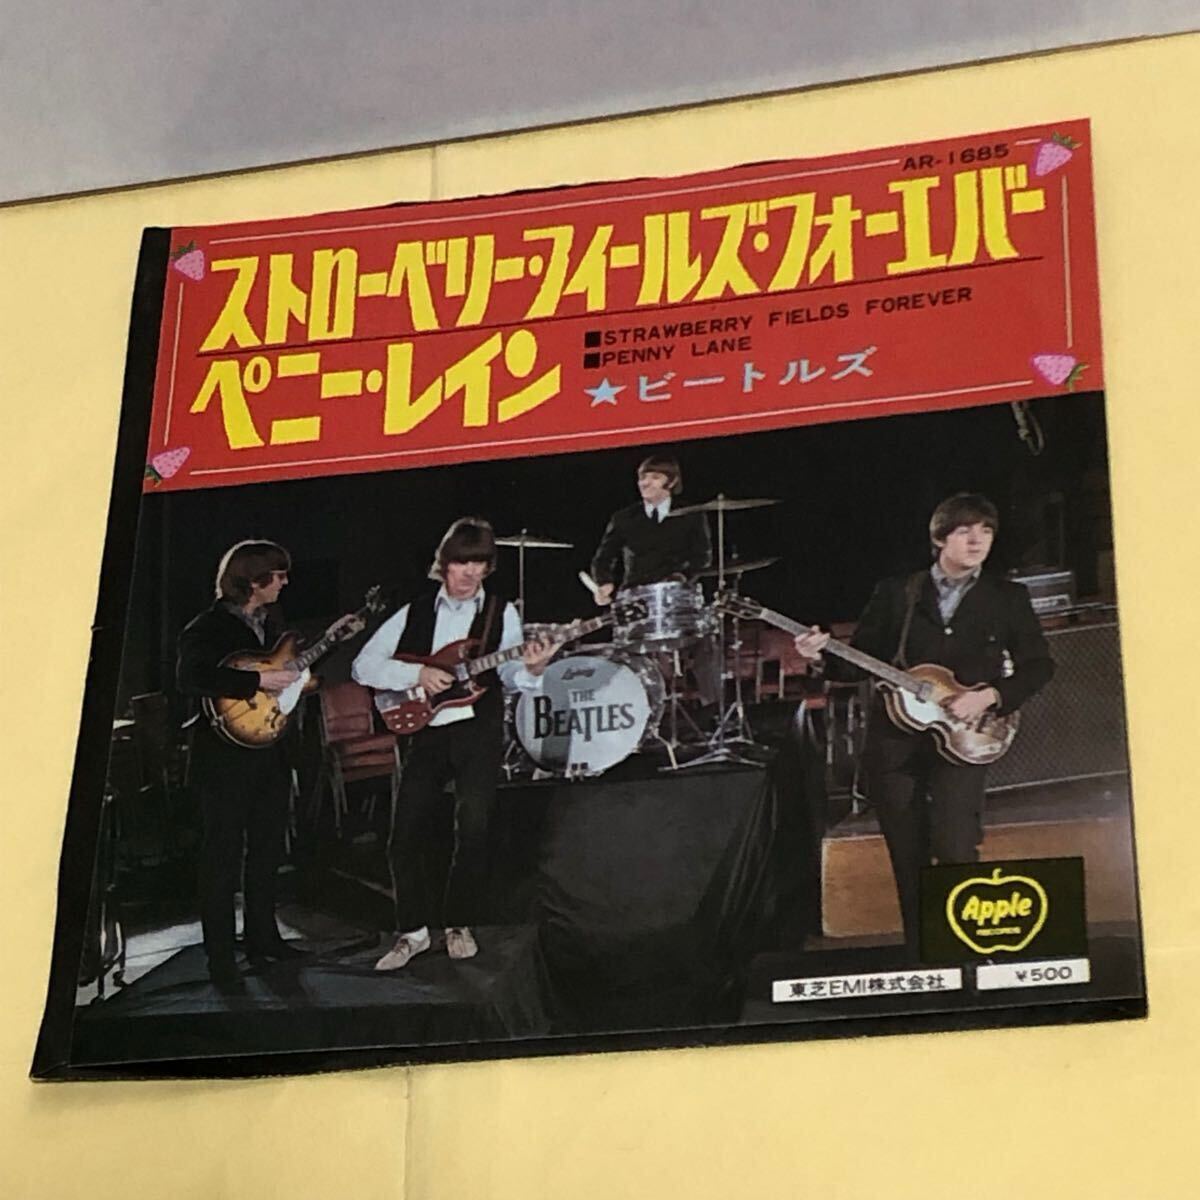 AR-1685
ストローベリー・フィールズ・フォーエバー
ペニー・レイン
■STRAWBERRY FIELDS FOREVER
■PENNY LANE
★ビートルズ
Ludwig
THE
BEATLES
Apple
RECORDS
東芝EMI株式会社
¥500